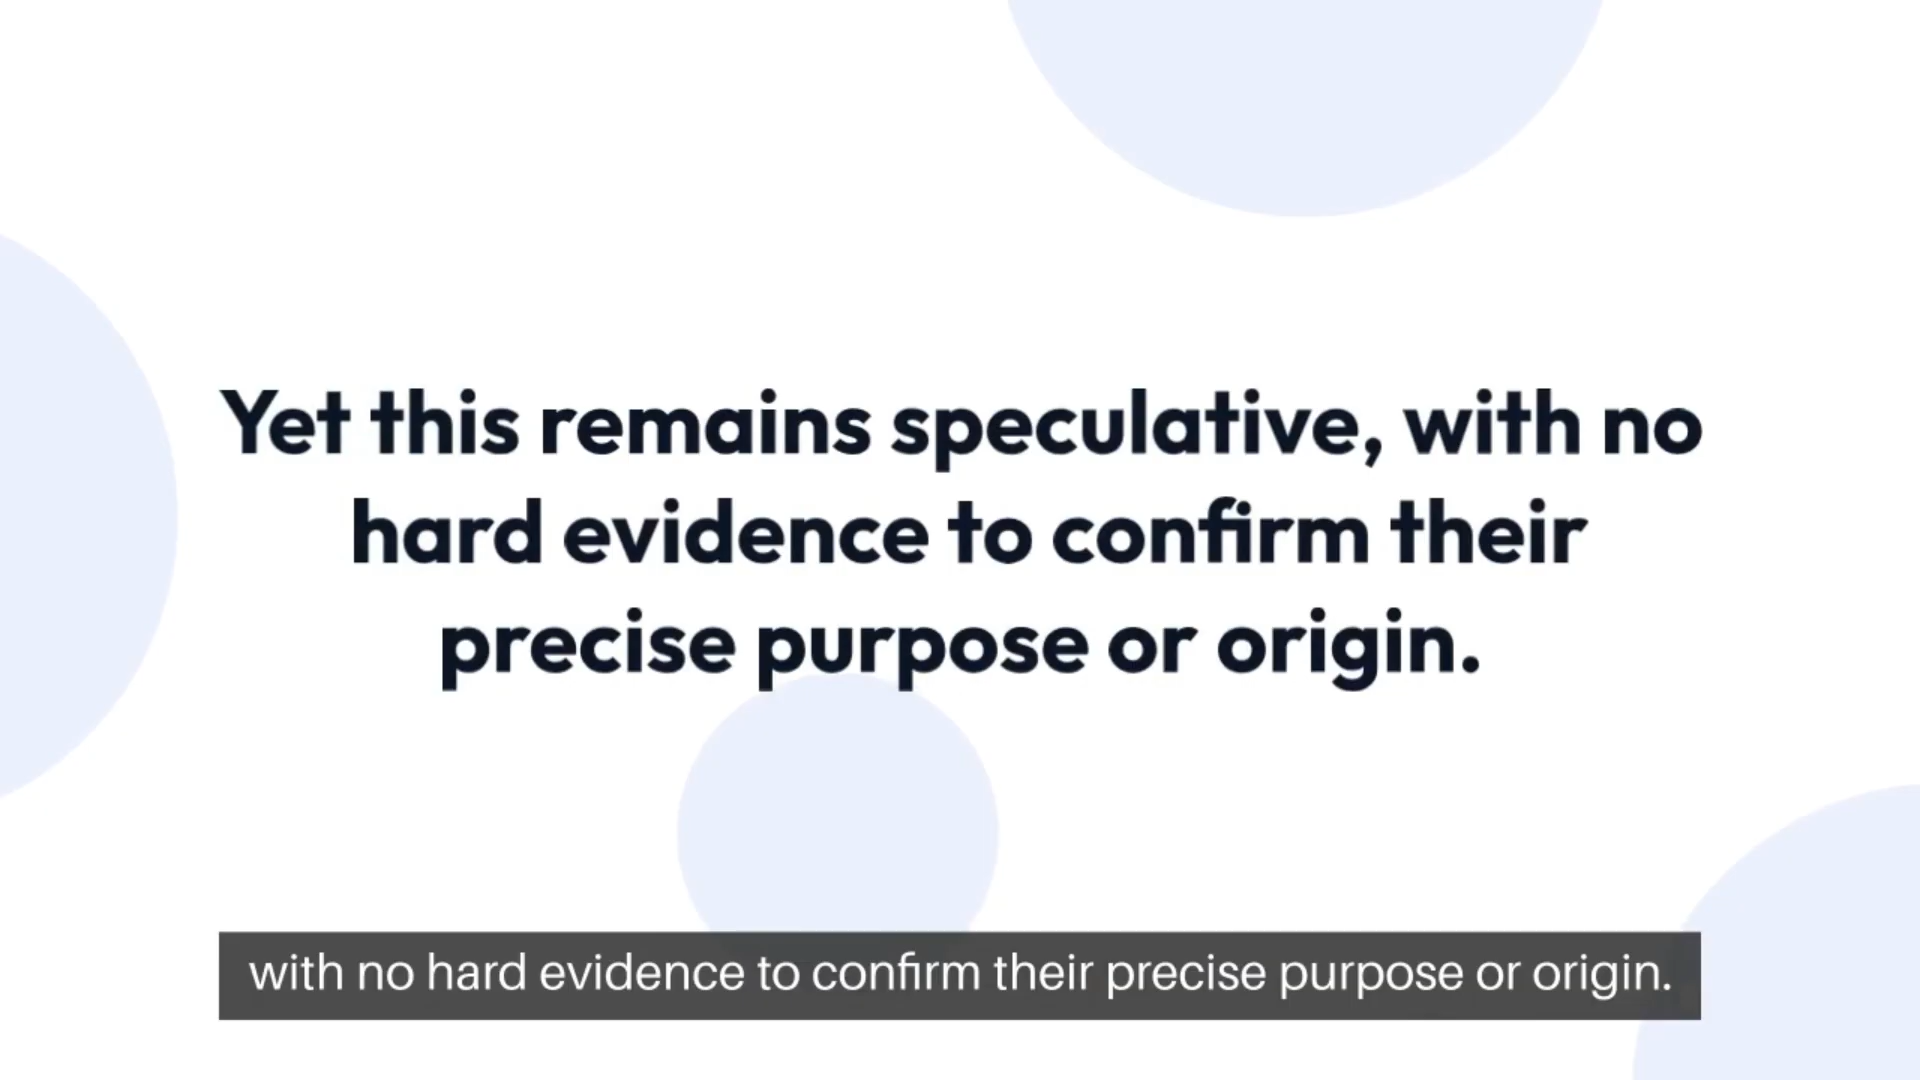 Yet this remains speculative, with no
hard evidence to confirm their
precise purpose or origin.
with no hard evidence to confirm their precise purpose or origin.